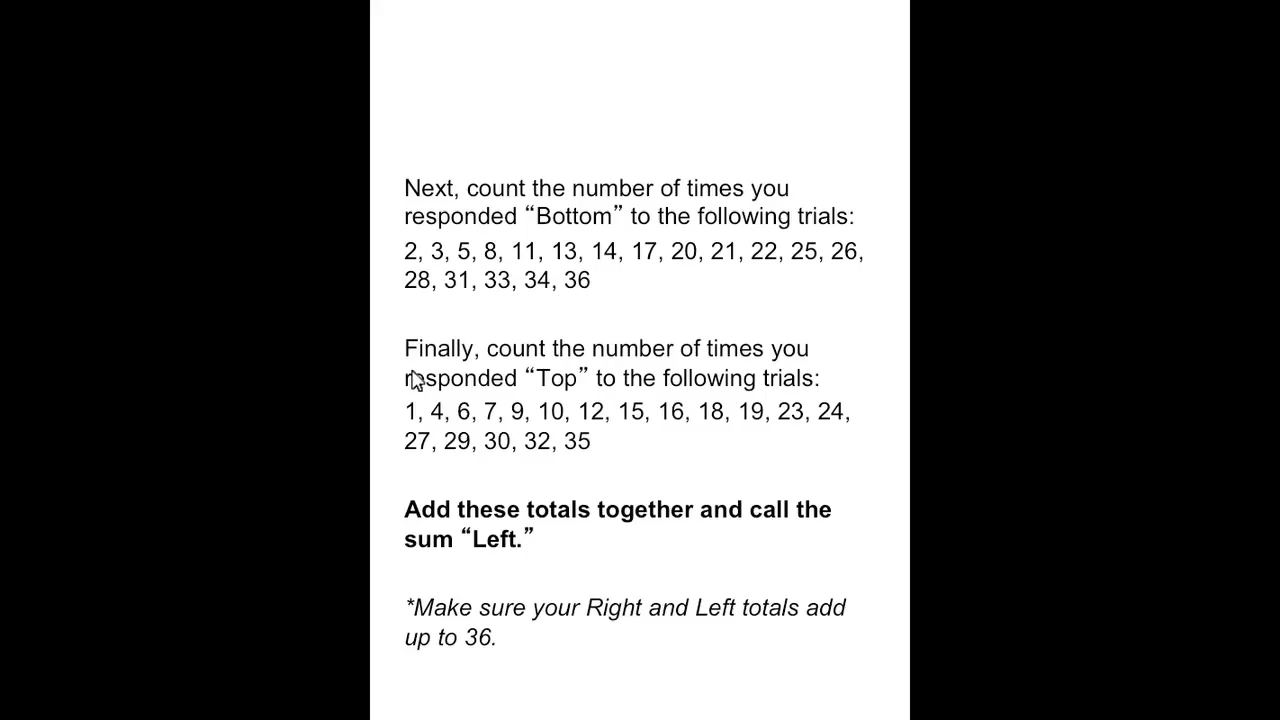 Next, count the number of times you
responded “Bottom” to the following trials:
2, 3, 5, 8, 11, 13, 14, 17, 20, 21, 22, 25, 26,
28, 31, 33, 34, 36
Finally, count the number of times you
responded “Top” to the following trials:
1, 4, 6, 7, 9, 10, 12, 15, 16, 18, 19, 23, 24,
27, 29, 30, 32, 35
Add these totals together and call the
sum “Left.”
*Make sure your Right and Left totals add
up to 36.